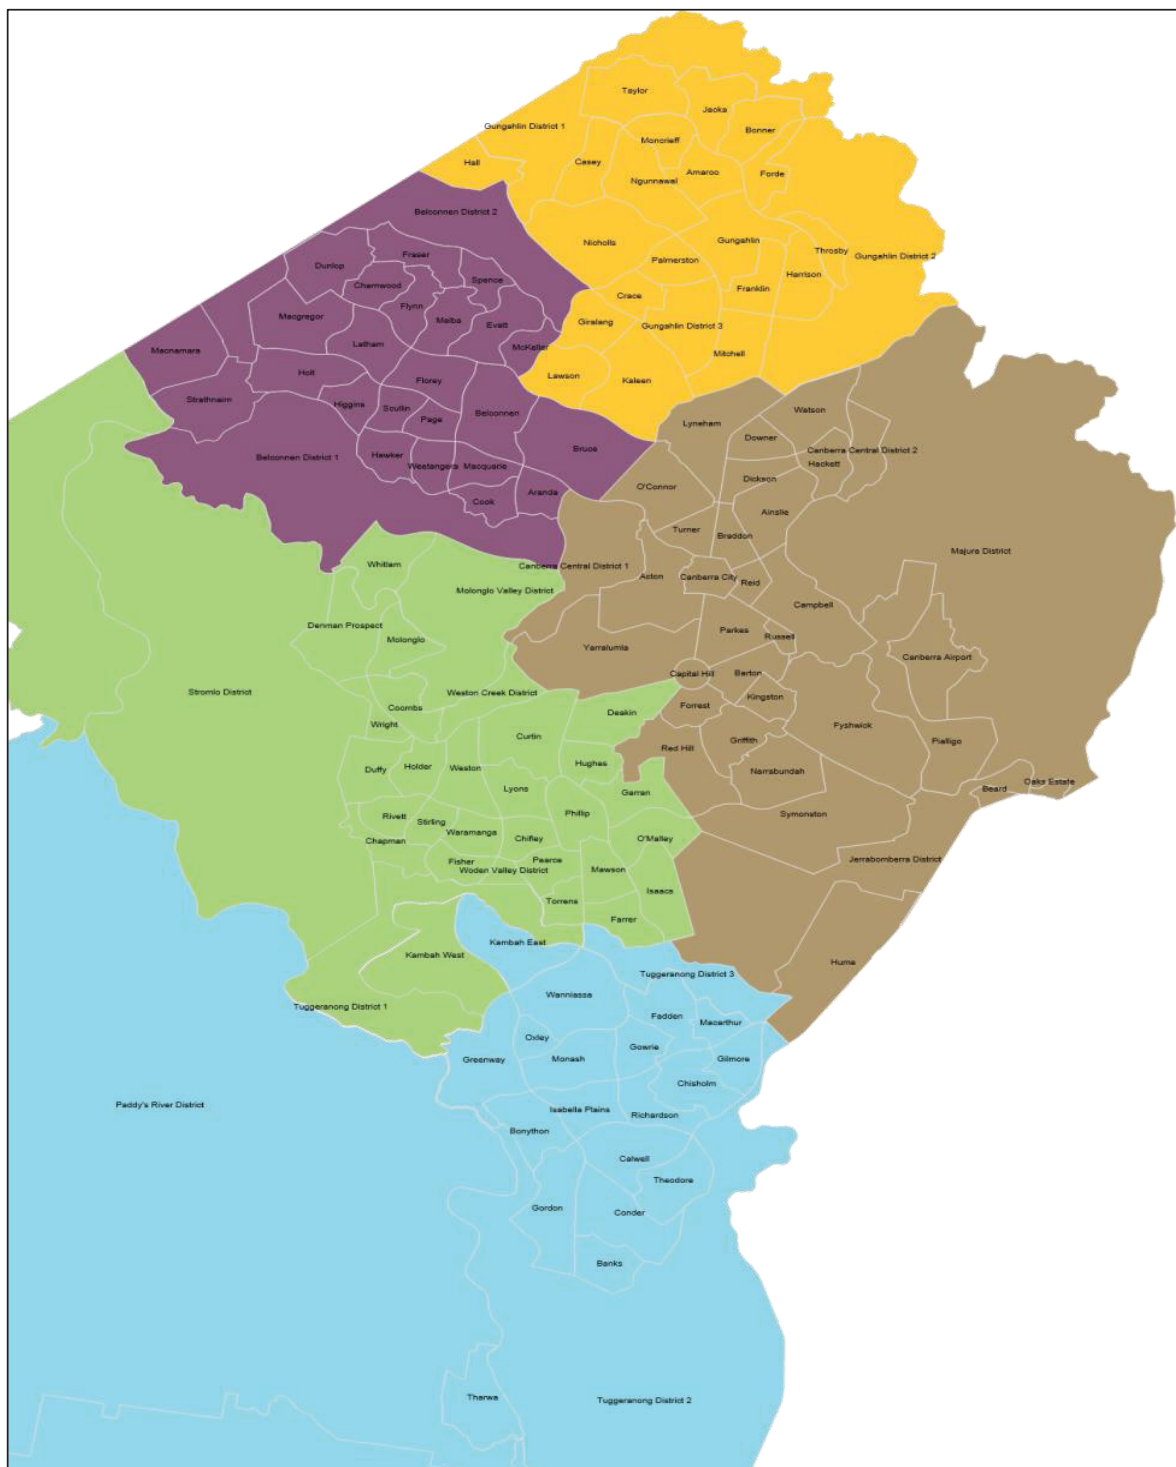 Taylor
Jacka
Gungahlin District 1
Bonner
Moncrieff
Hall
Casey
Amaroo
Forde
Ngunnawal
Belconnen District 2
Nicholls
Gungahlin
Throsby
Gungahlin District 2
Fraser
Palmerston
Harrison
Dunlop
Spence
Charnwood
Franklin
Crace
Flynn
Macgregor
Melba
Evatt
Giralang
Gungahlin District 3
Latham
McKellar
Macnamara
Mitchell
Holt
Florey
Lawson
Kaleen
Strathnairn
Higgins
Scullin
Page
Belconnen
Watson
Lyneham
Downer
Bruce
Canberra Central District 2
Belconnen District 1
Hawker
Weetangera
Macquarie
Hackett
Dickson
O'Connor
Aranda
Cook
Ainslie
Turner
Braddon
Majura District
Whitlam
Canberra Central District 1
Acton
Canberra City
Reid
Molonglo Valley District
Campbell
Denman Prospect
Molonglo
Parkes
Russell
Yarralumla
Canberra Airport
Capital Hill
Barton
Stromlo District
Weston Creek District
Kingston
Coombs
Forrest
Deakin
Wright
Fyshwick
Curtin
Griffith
Pialligo
Red Hill
Hughes
Duffy
Holder
Weston
Narrabundah
Oaks Estate
Lyons
Garran
Beard
Rivett
Phillip
Symonston
Stirling
Waramanga
Chapman
Chifley
O'Malley
Fisher
Pearce
Jerrabomberra District
Woden Valley District
Mawson
Isaacs
Torrens
Farrer
Kambah East
Kambah West
Hume
Tuggeranong District 3
Wanniassa
Tuggeranong District 1
Fadden
Macarthur
Oxley
Gowrie
Greenway
Monash
Gilmore
Chisholm
Paddy's River District
Isabella Plains
Richardson
Bonython
Calwell
Theodore
Gordon
Conder
Banks
Tharwa
Tuggeranong District 2